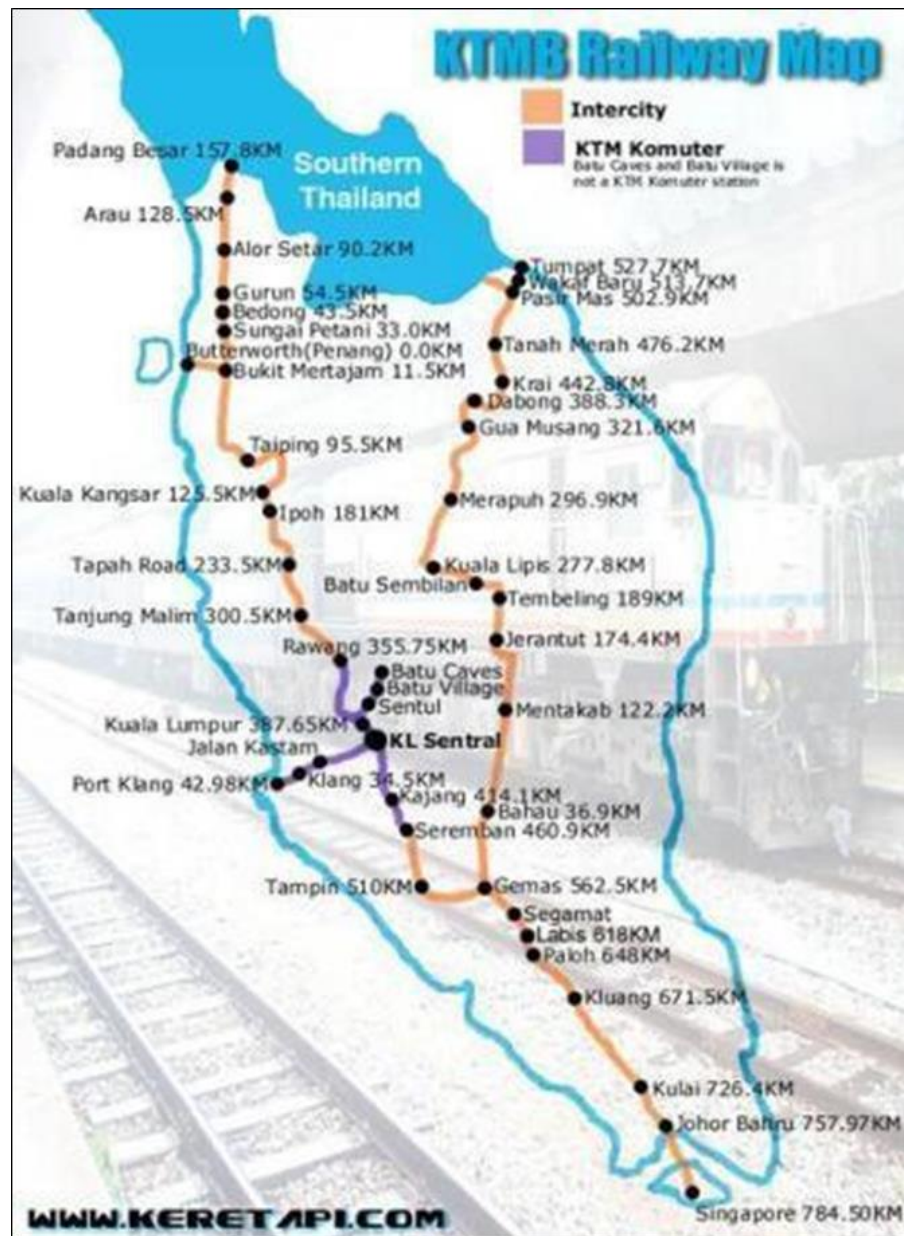 KTMB Railway Map
Intercity
KTM Komuter
Batu Caves and Batu Village is
not a KTM Komuter station
Southern
Thailand
Padang Besar 157.8KM
Arau 128.5KM
Alor Setar 90.2KM
Gurun 54.5KM
Bedong 43.5KM
Sungai Petani 33.0KM
Butterworth(Penang) 0.0KM
Bukit Mertajam 11.5KM
Taiping 95.5KM
Kuala Kangsar 125.5KM
Ipoh 181KM
Tapah Road 233.5KM
Tanjung Malim 300.5KM
Rawang 355.75KM
Batu Caves
Batu Village
Sentul
Kuala Lumpur 387.65KM
KL Sentral
Jalan Kastam
Klang 34.5KM
Port Klang 42.98KM
Kajang 414.1KM
Seremban 460.9KM
Tampin 510KM
Tumpat 527.7KM
Wakaf Baru 513.7KM
Pasir Mas 502.9KM
Tanah Merah 476.2KM
Krai 442.8KM
Dabong 388.3KM
Gua Musang 321.6KM
Merapuh 296.9KM
Kuala Lipis 277.8KM
Batu Sembilan
Tembeling 189KM
Jerantut 174.4KM
Mentakab 122.2KM
Bahau 36.9KM
Gemas 562.5KM
Segamat
Labis 618KM
Paloh 648KM
Kluang 671.5KM
Kulai 726.4KM
Johor Bahru 757.97KM
Singapore 784.50KM
WWW.KERETAPI.COM